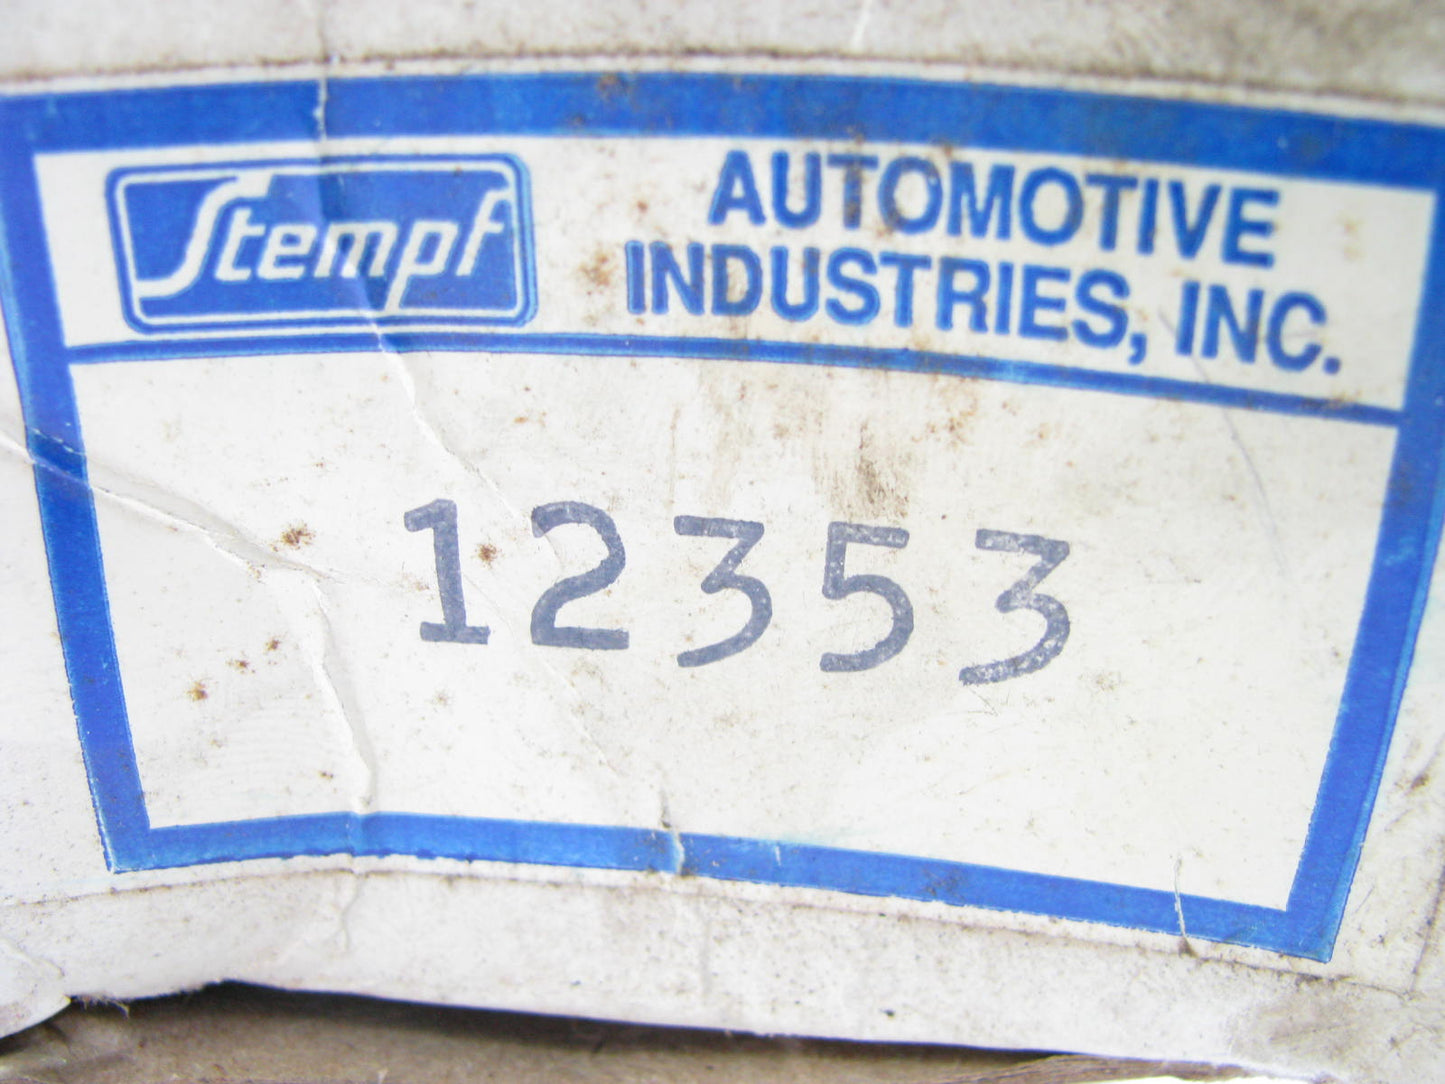 Stempf
AUTOMOTIVE
INDUSTRIES, INC.
12353